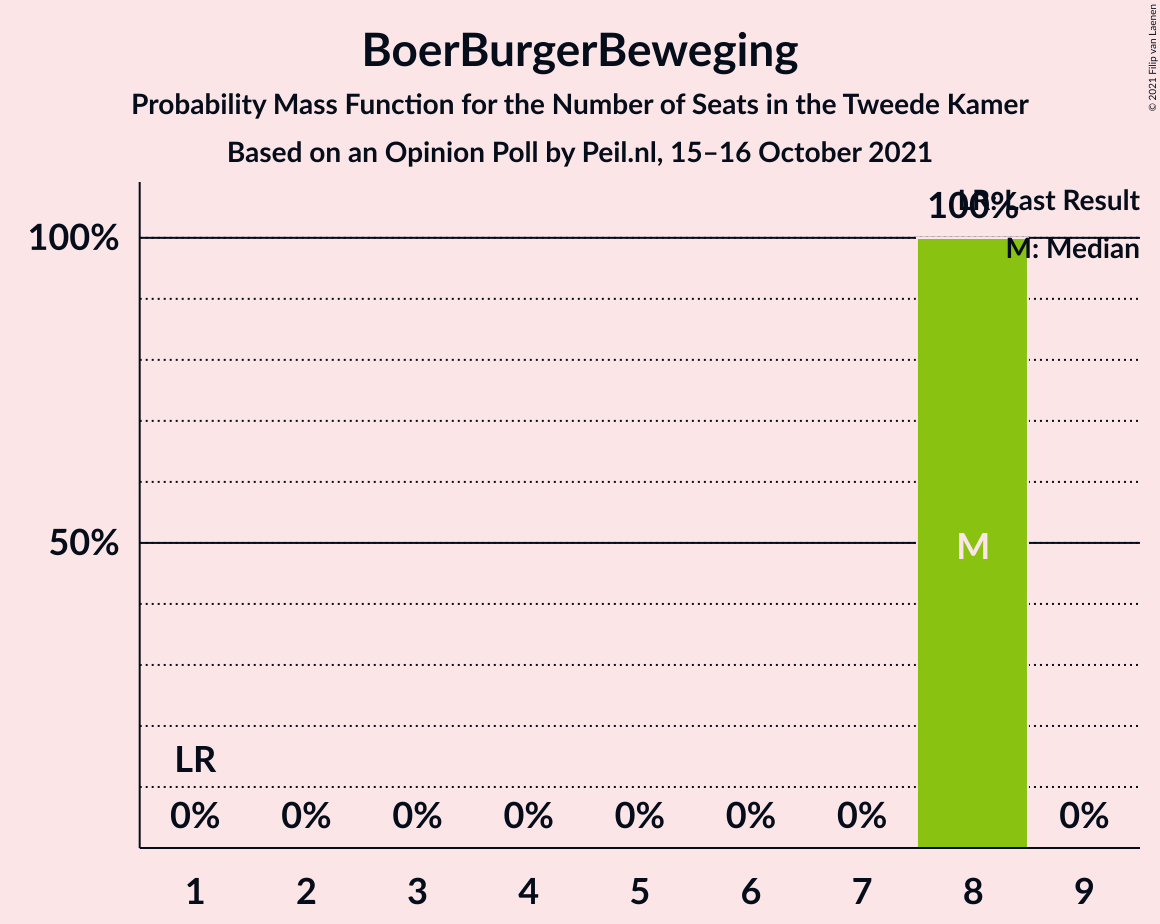 BoerBurgerBeweging
Probability Mass Function for the Number of Seats in the Tweede Kamer
Based on an Opinion Poll by Peil.nl, 15–16 October 2021
© 2021 Filip van Laenen
100%
LR: Last Result
M: Median
100%
50%
M
LR
0% 0% 0% 0% 0% 0% 0% 0%
1 2 3 4 5 6 7 8 9